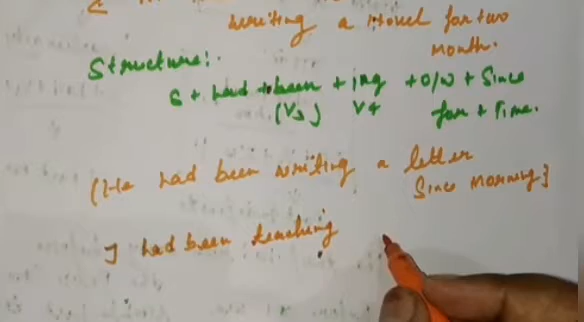 writing a Novel for two
month.
Structure:
S + had + been + ing + O/W + Since
(V3) V4 for + Time.
(He had been writing a letter
Since Morning]
I had been teaching